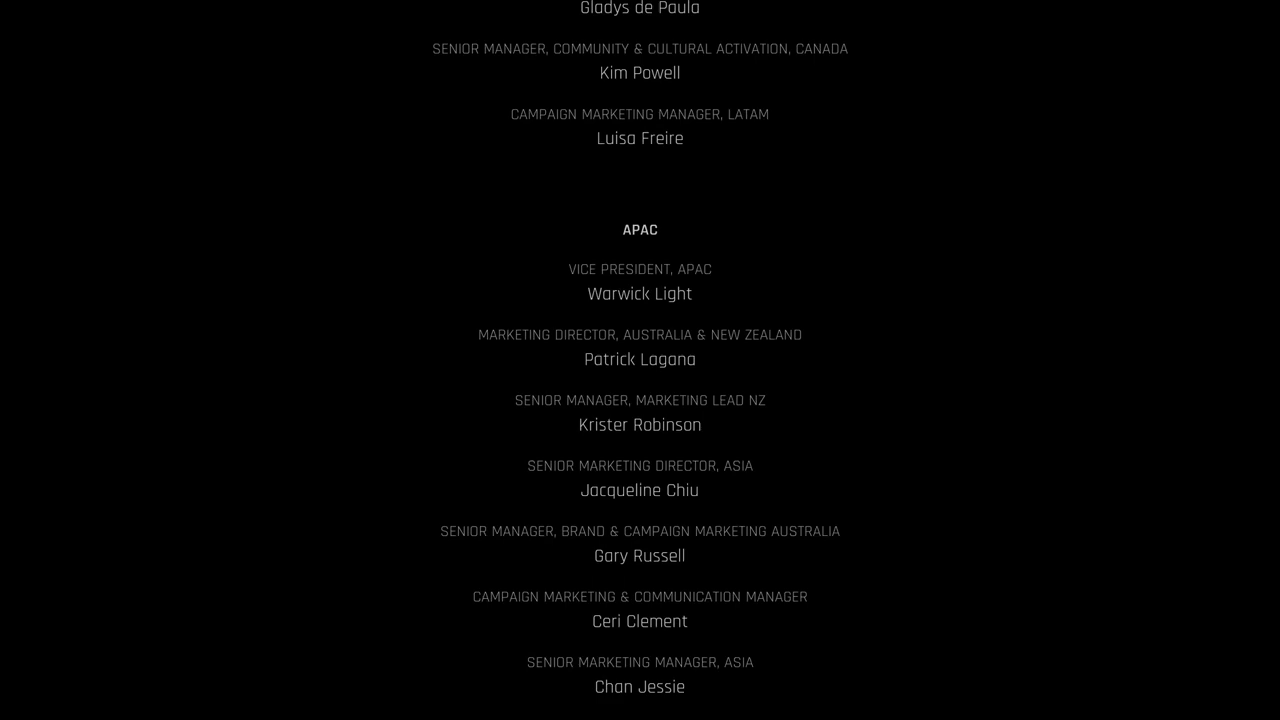 Gladys de Paula
SENIOR MANAGER, COMMUNITY & CULTURAL ACTIVATION, CANADA
Kim Powell
CAMPAIGN MARKETING MANAGER, LATAM
Luisa Freire
APAC
VICE PRESIDENT, APAC
Warwick Light
MARKETING DIRECTOR, AUSTRALIA & NEW ZEALAND
Patrick Lagana
SENIOR MANAGER, MARKETING LEAD NZ
Krister Robinson
SENIOR MARKETING DIRECTOR, ASIA
Jacqueline Chiu
SENIOR MANAGER, BRAND & CAMPAIGN MARKETING AUSTRALIA
Gary Russell
CAMPAIGN MARKETING & COMMUNICATION MANAGER
Ceri Clement
SENIOR MARKETING MANAGER, ASIA
Chan Jessie